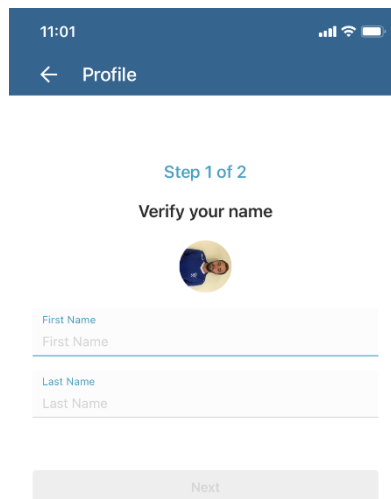 11:01
Profile
Step 1 of 2
Verify your name
First Name
First Name
Last Name
Last Name
Next